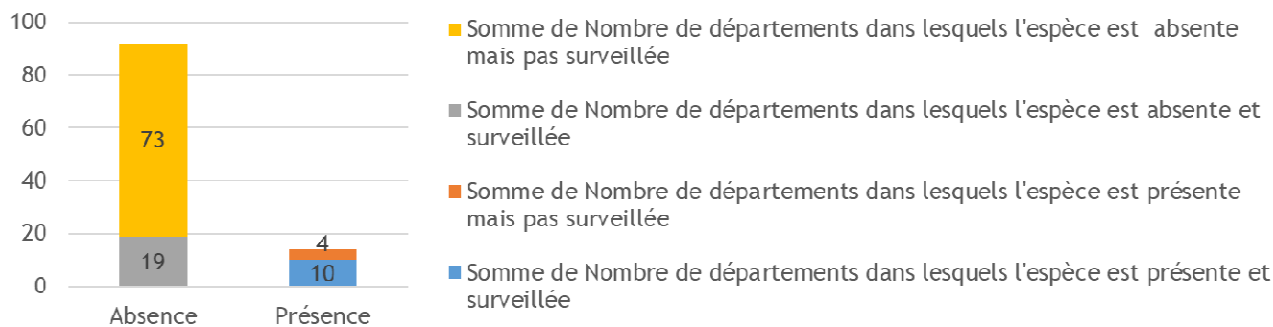 100
80
60
40
20
0
73
19
4
10
Absence
Présence
Somme de Nombre de départements dans lesquels l'espèce est  absente
mais pas surveillée
Somme de Nombre de départements dans lesquels l'espèce est absente et
surveillée
Somme de Nombre de départements dans lesquels l'espèce est présente
mais pas surveillée
Somme de Nombre de départements dans lesquels l'espèce est présente et
surveillée